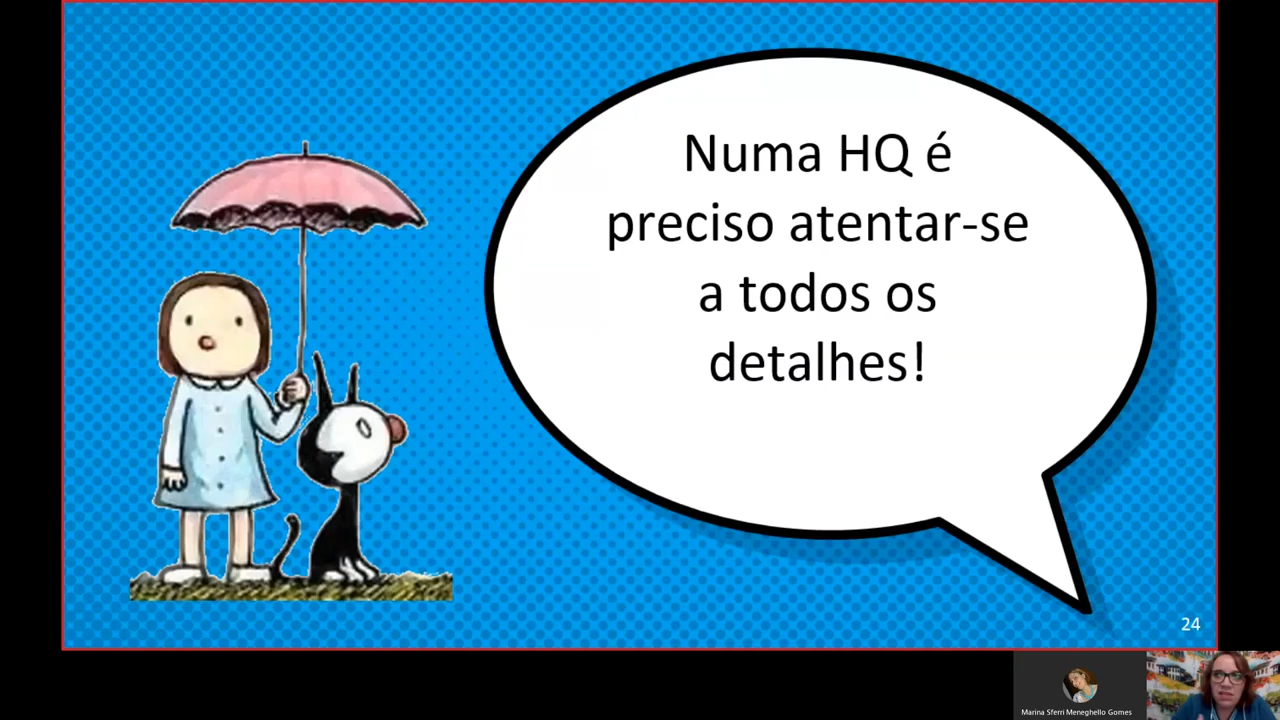 Numa HQ é
preciso atentar-se
a todos os
detalhes!
24
Marina Sferri Meneghello Gomes